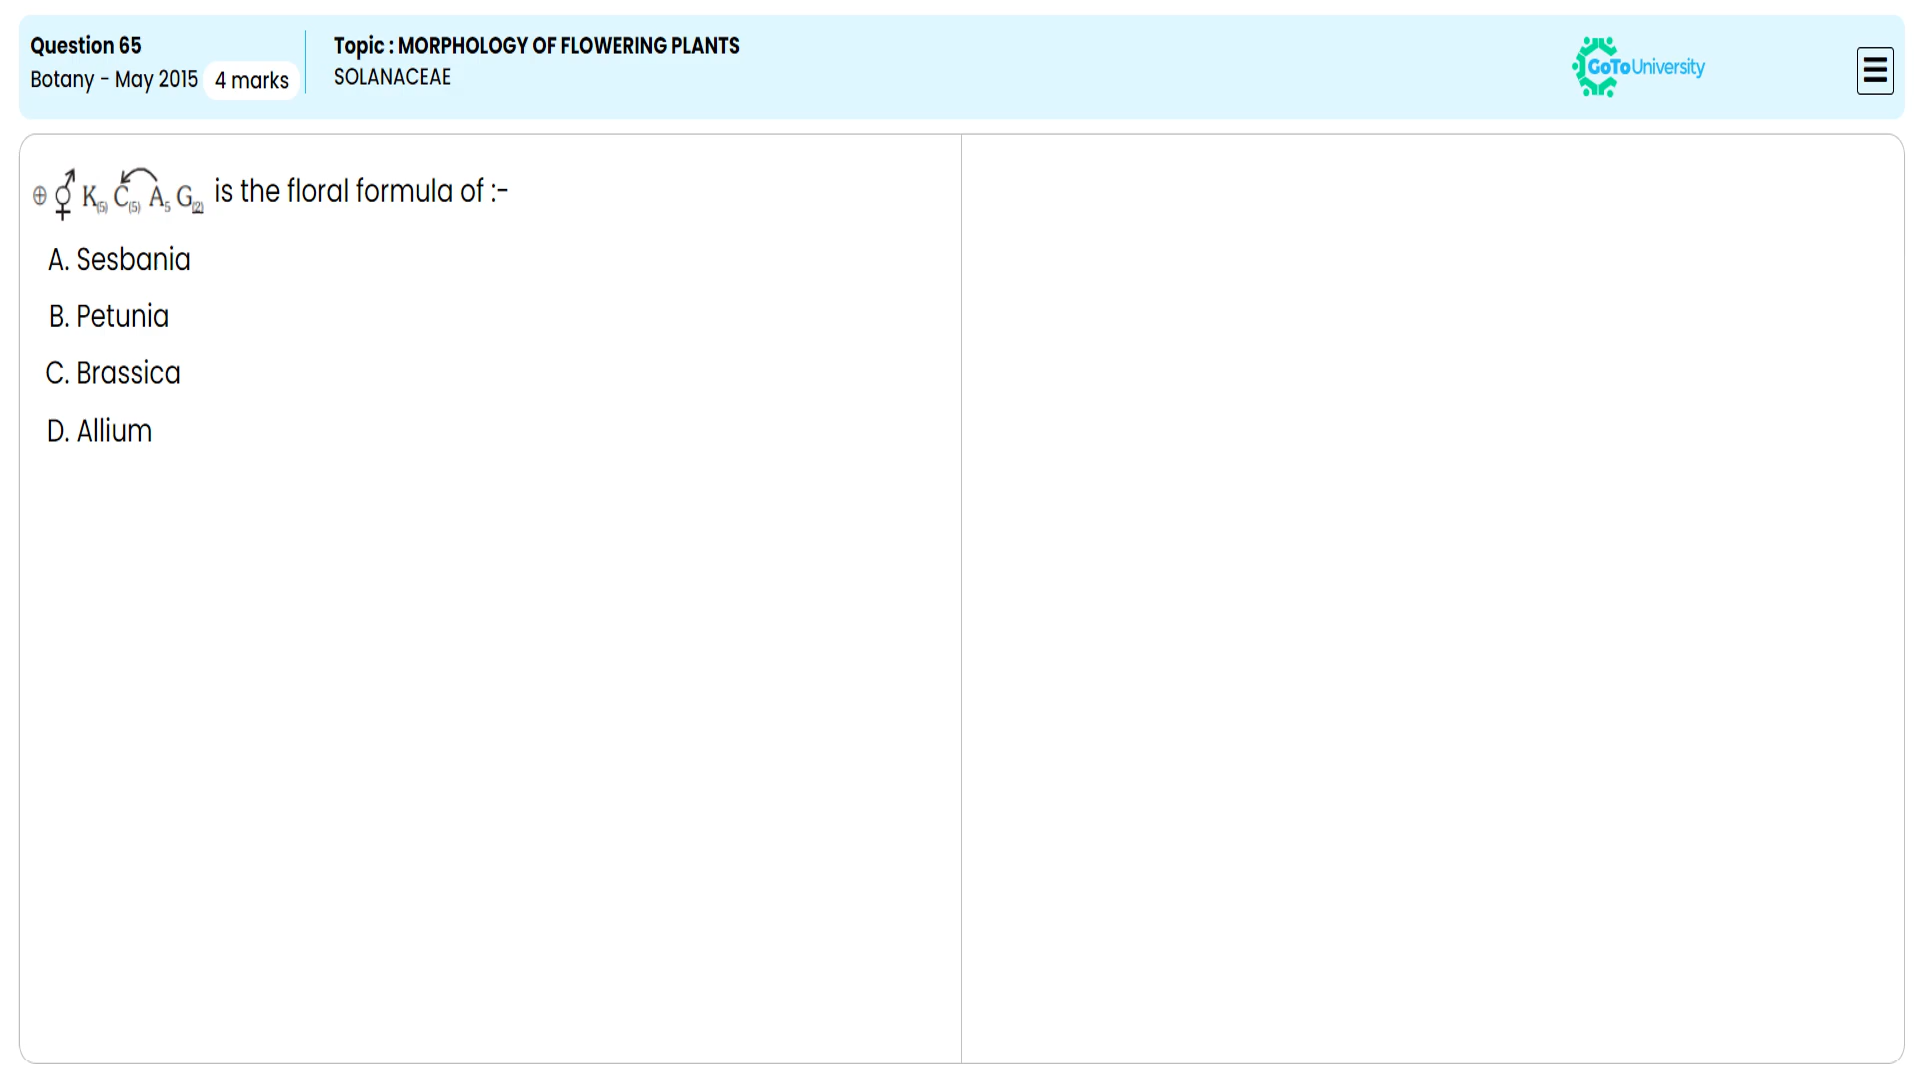 Question 65
Botany - May 2015 4 marks
Topic : MORPHOLOGY OF FLOWERING PLANTS
SOLANACEAE
GoToUniversity
⊕ ⚥ K(5) C(5) A5 G(2) is the floral formula of :-
A. Sesbania
B. Petunia
C. Brassica
D. Allium